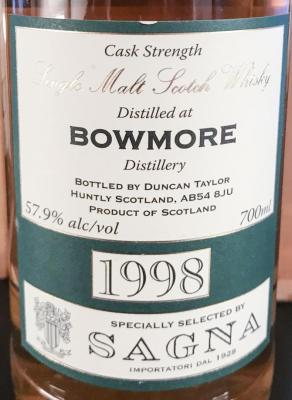 Cask Strength
Single Malt Scotch Whisky
Distilled at
BOWMORE
Distillery
BOTTLED BY DUNCAN TAYLOR
HUNTLY SCOTLAND, AB54 8JU
PRODUCT OF SCOTLAND
57.9% alc/vol 700ml
1998
SPECIALLY SELECTED BY
SAGNA
IMPORTATORI DAL 1928